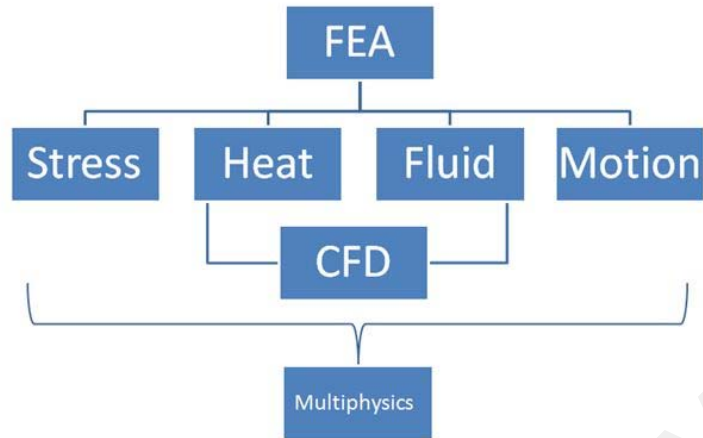 FEA
Stress
Heat
Fluid
Motion
CFD
Multiphysics